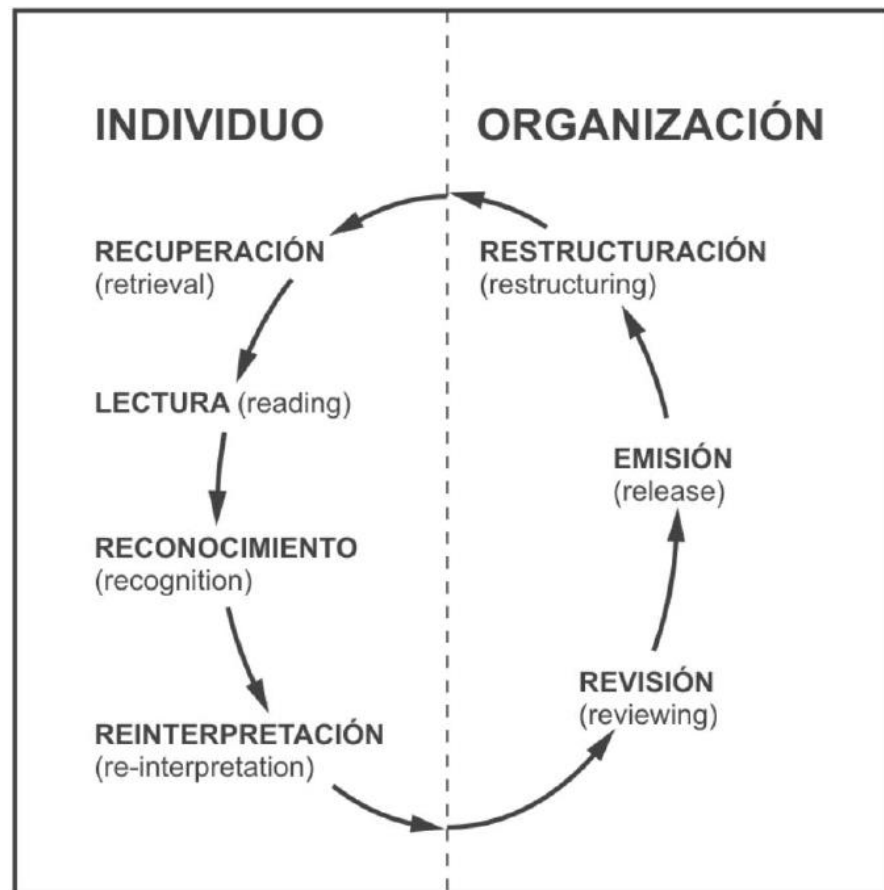 INDIVIDUO
RECUPERACIÓN
(retrieval)
LECTURA (reading)
RECONOCIMIENTO
(recognition)
REINTERPRETACIÓN
(re-interpretation)
ORGANIZACIÓN
RESTRUCTURACIÓN
(restructuring)
EMISIÓN
(release)
REVISIÓN
(reviewing)